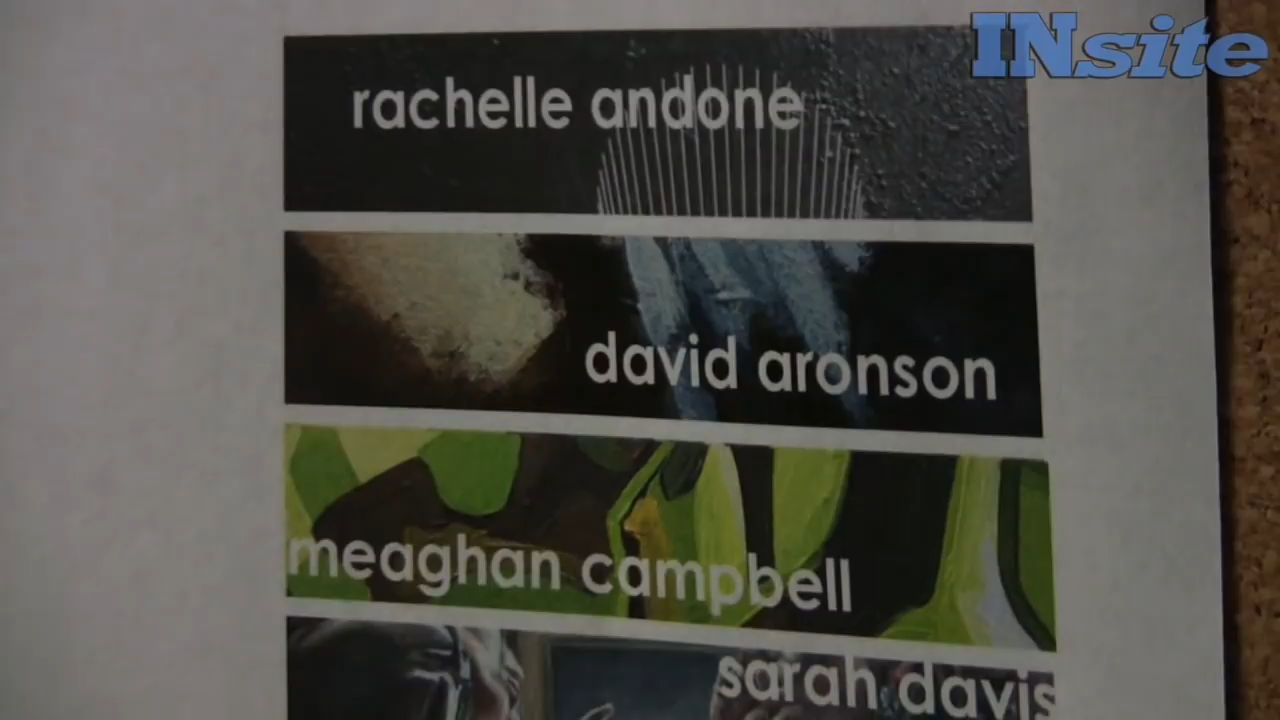 INsite
rachelle andone
david aronson
meaghan campbell
sarah davis